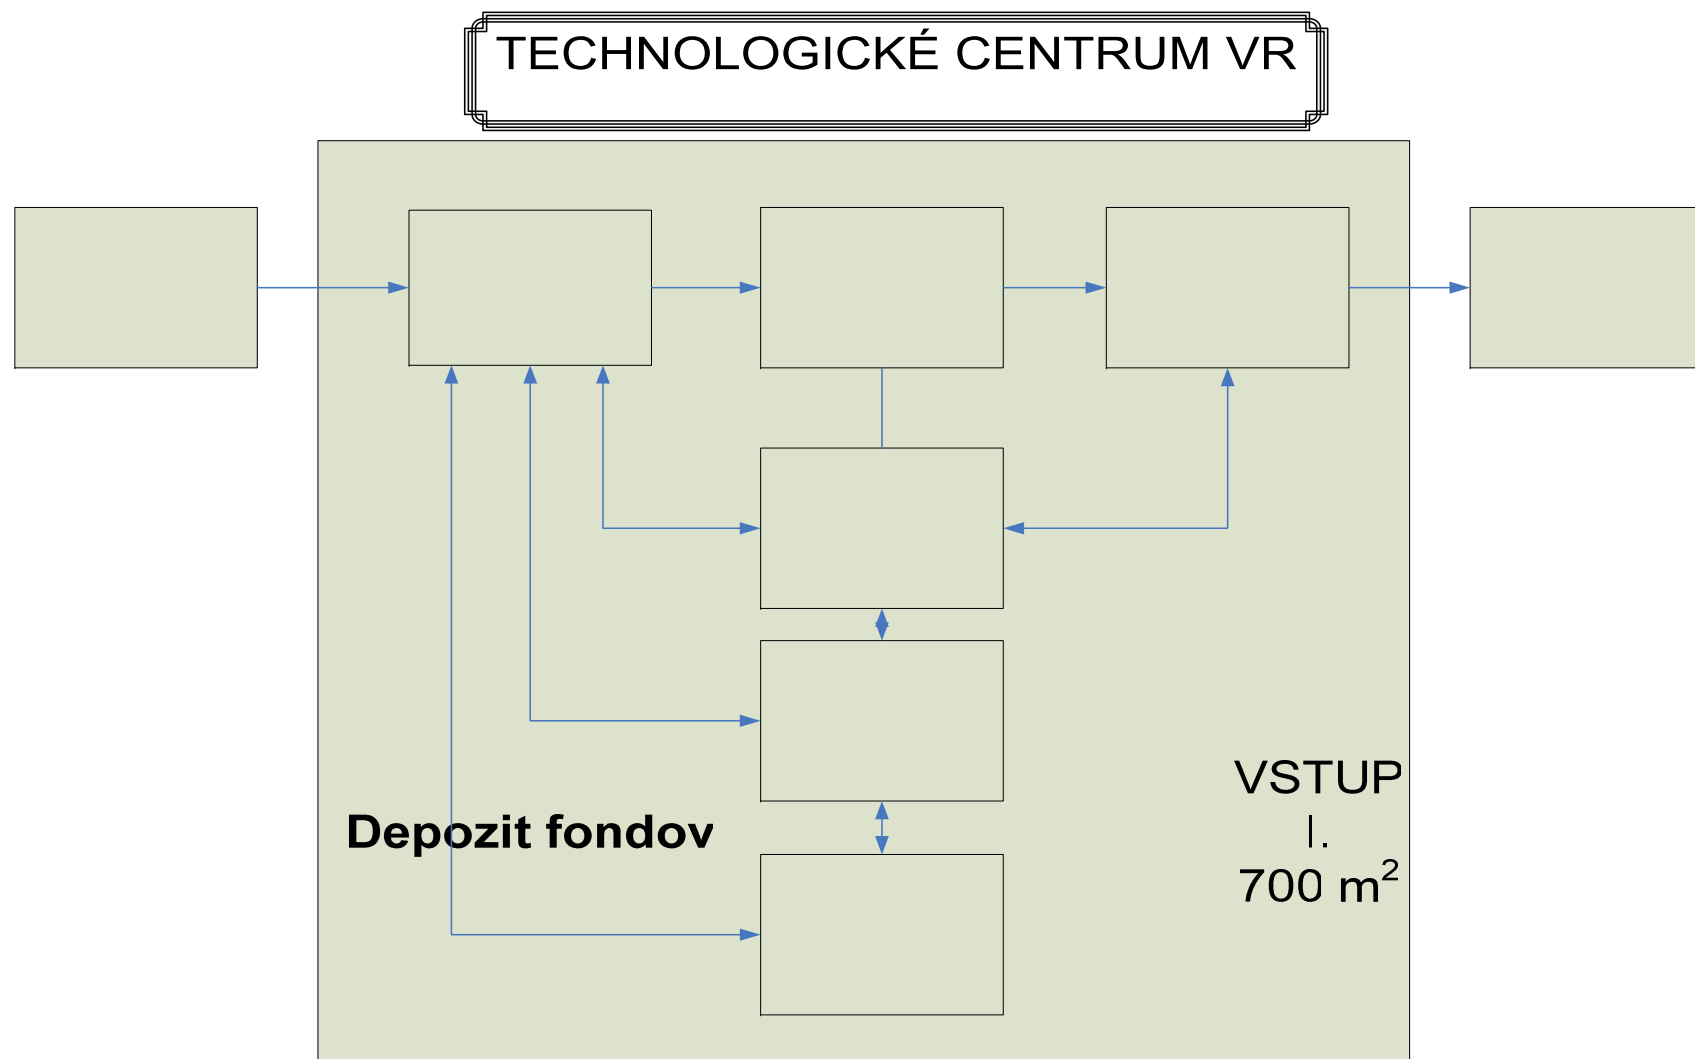 TECHNOLOGICKÉ CENTRUM VR
VSTUP
I.
Depozit fondov
700 m²